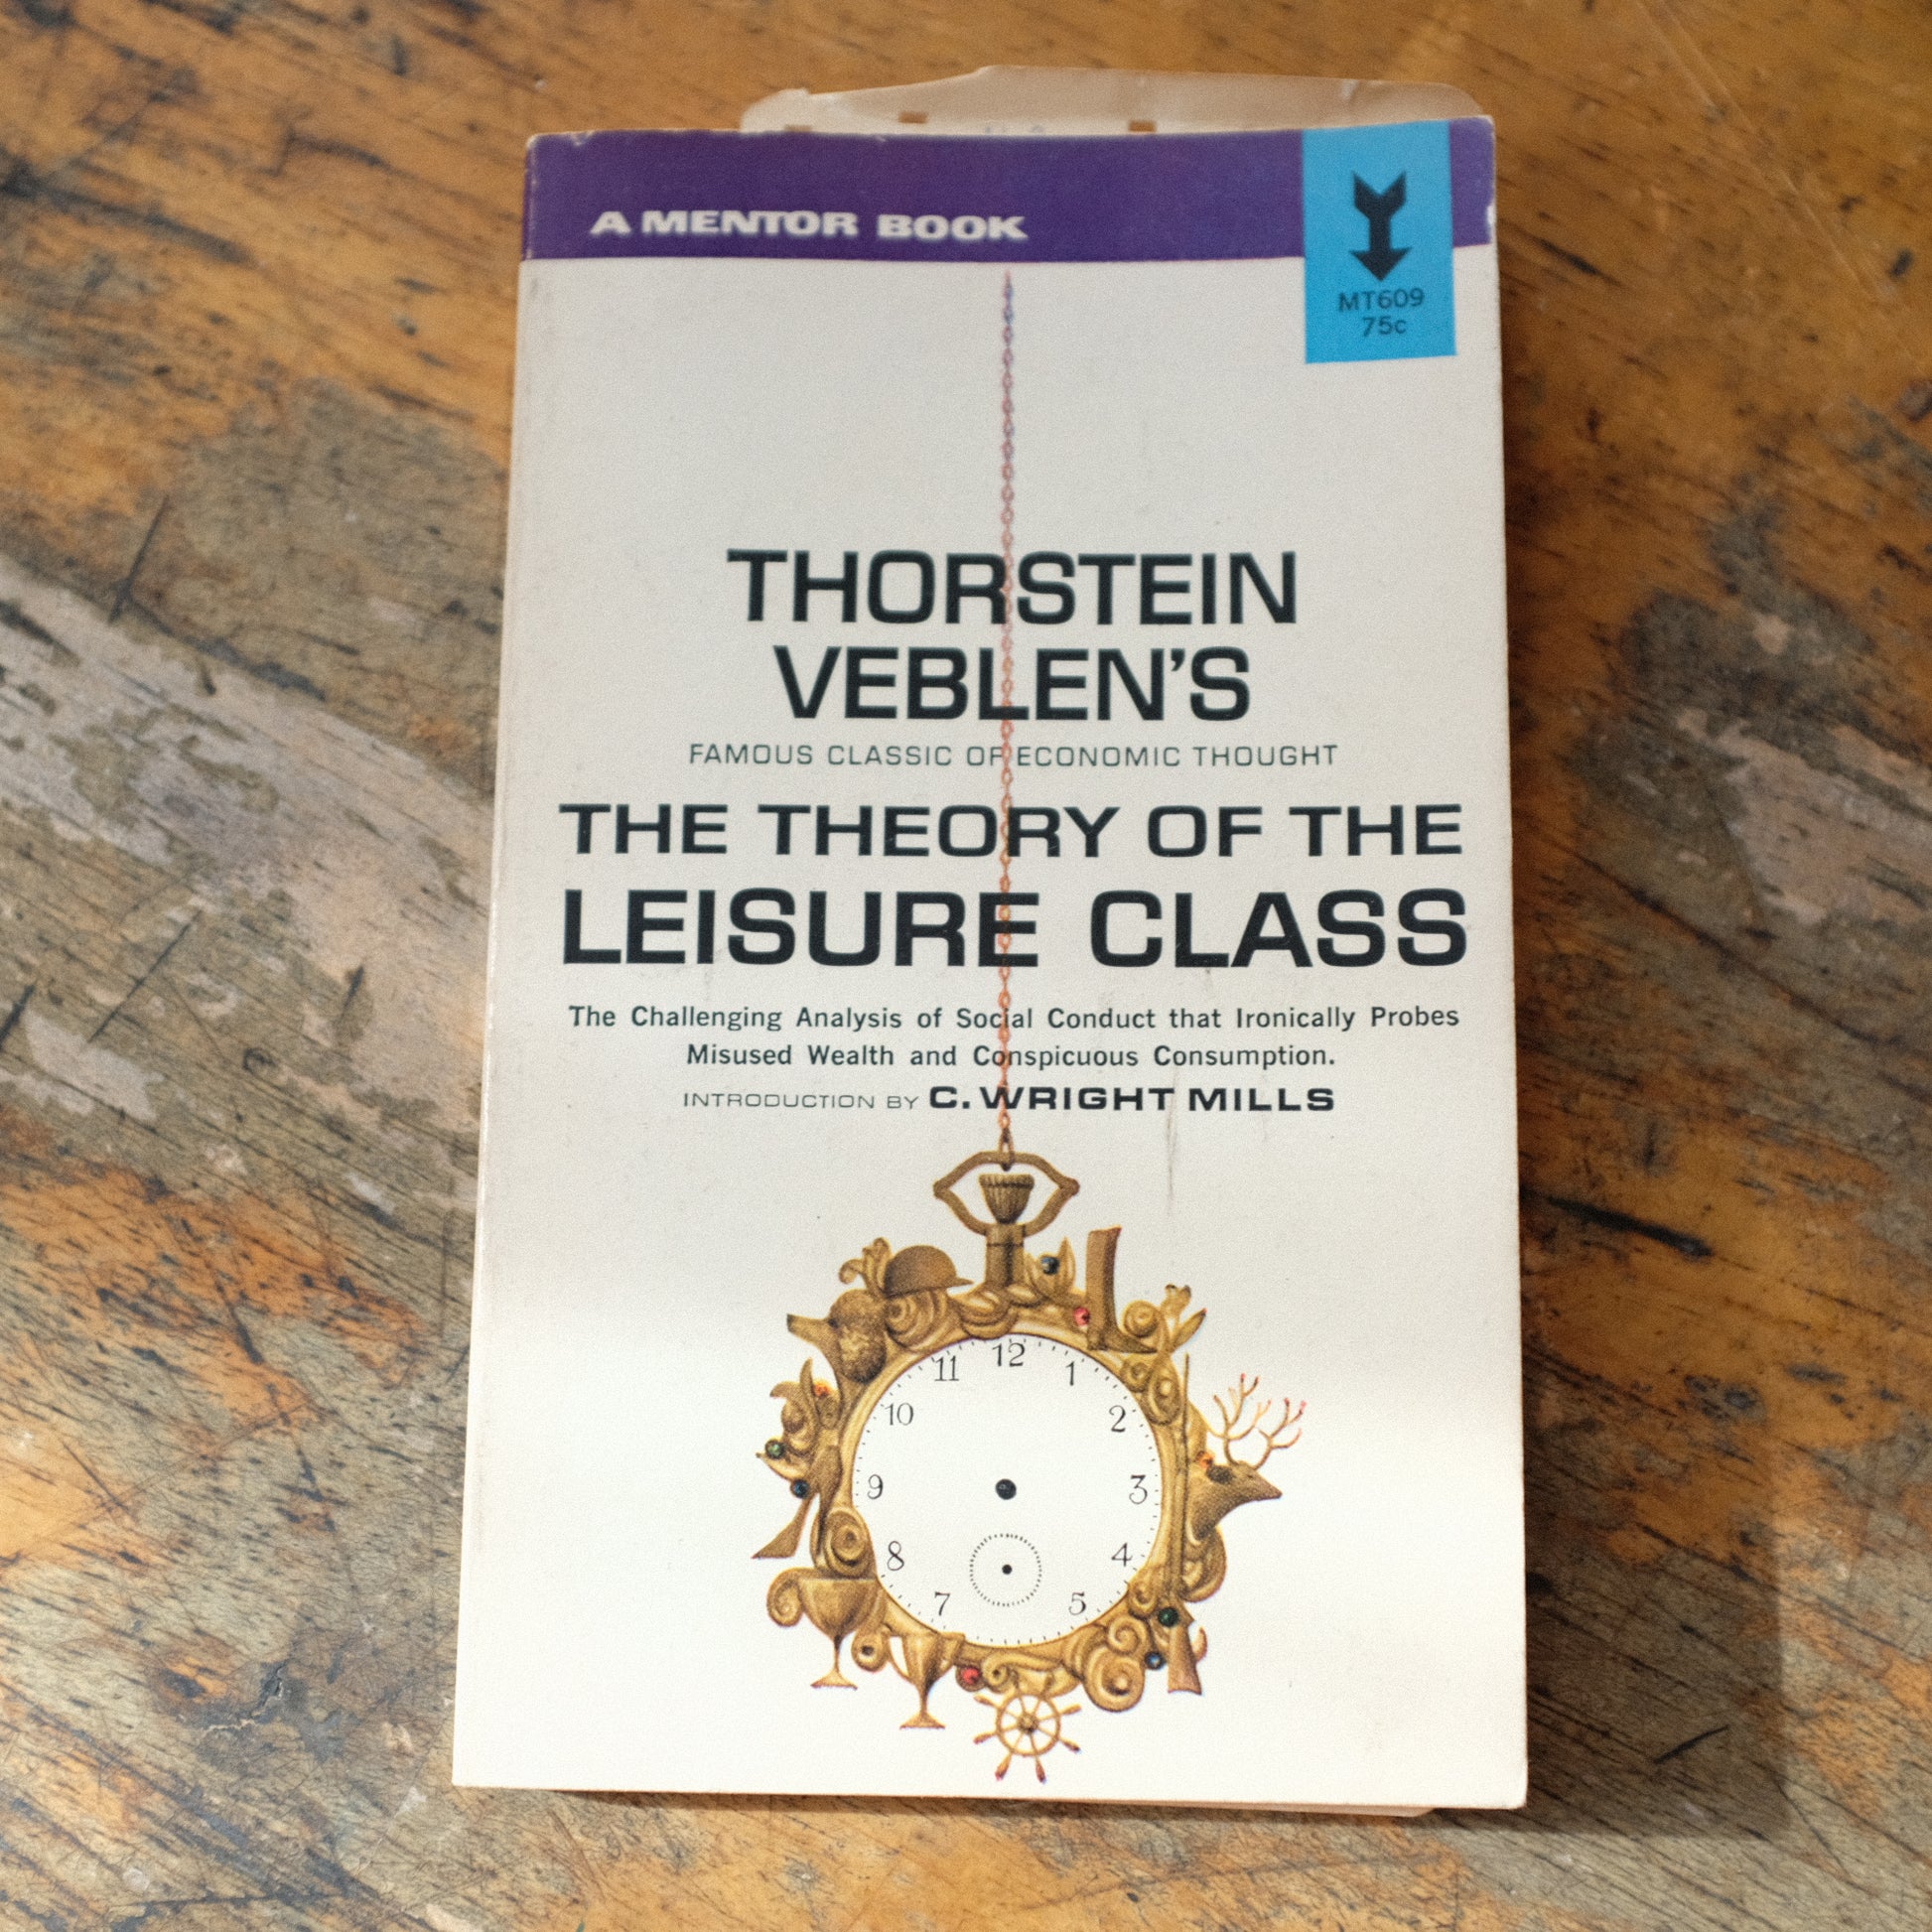 A MENTOR BOOK
MT609
75c
THORSTEIN
VEBLEN'S
FAMOUS CLASSIC OF ECONOMIC THOUGHT
THE THEORY OF THE
LEISURE CLASS
The Challenging Analysis of Social Conduct that Ironically Probes
Misused Wealth and Conspicuous Consumption.
INTRODUCTION BY C. WRIGHT MILLS
12
11 1
10 2
9 3
8 4
7 5